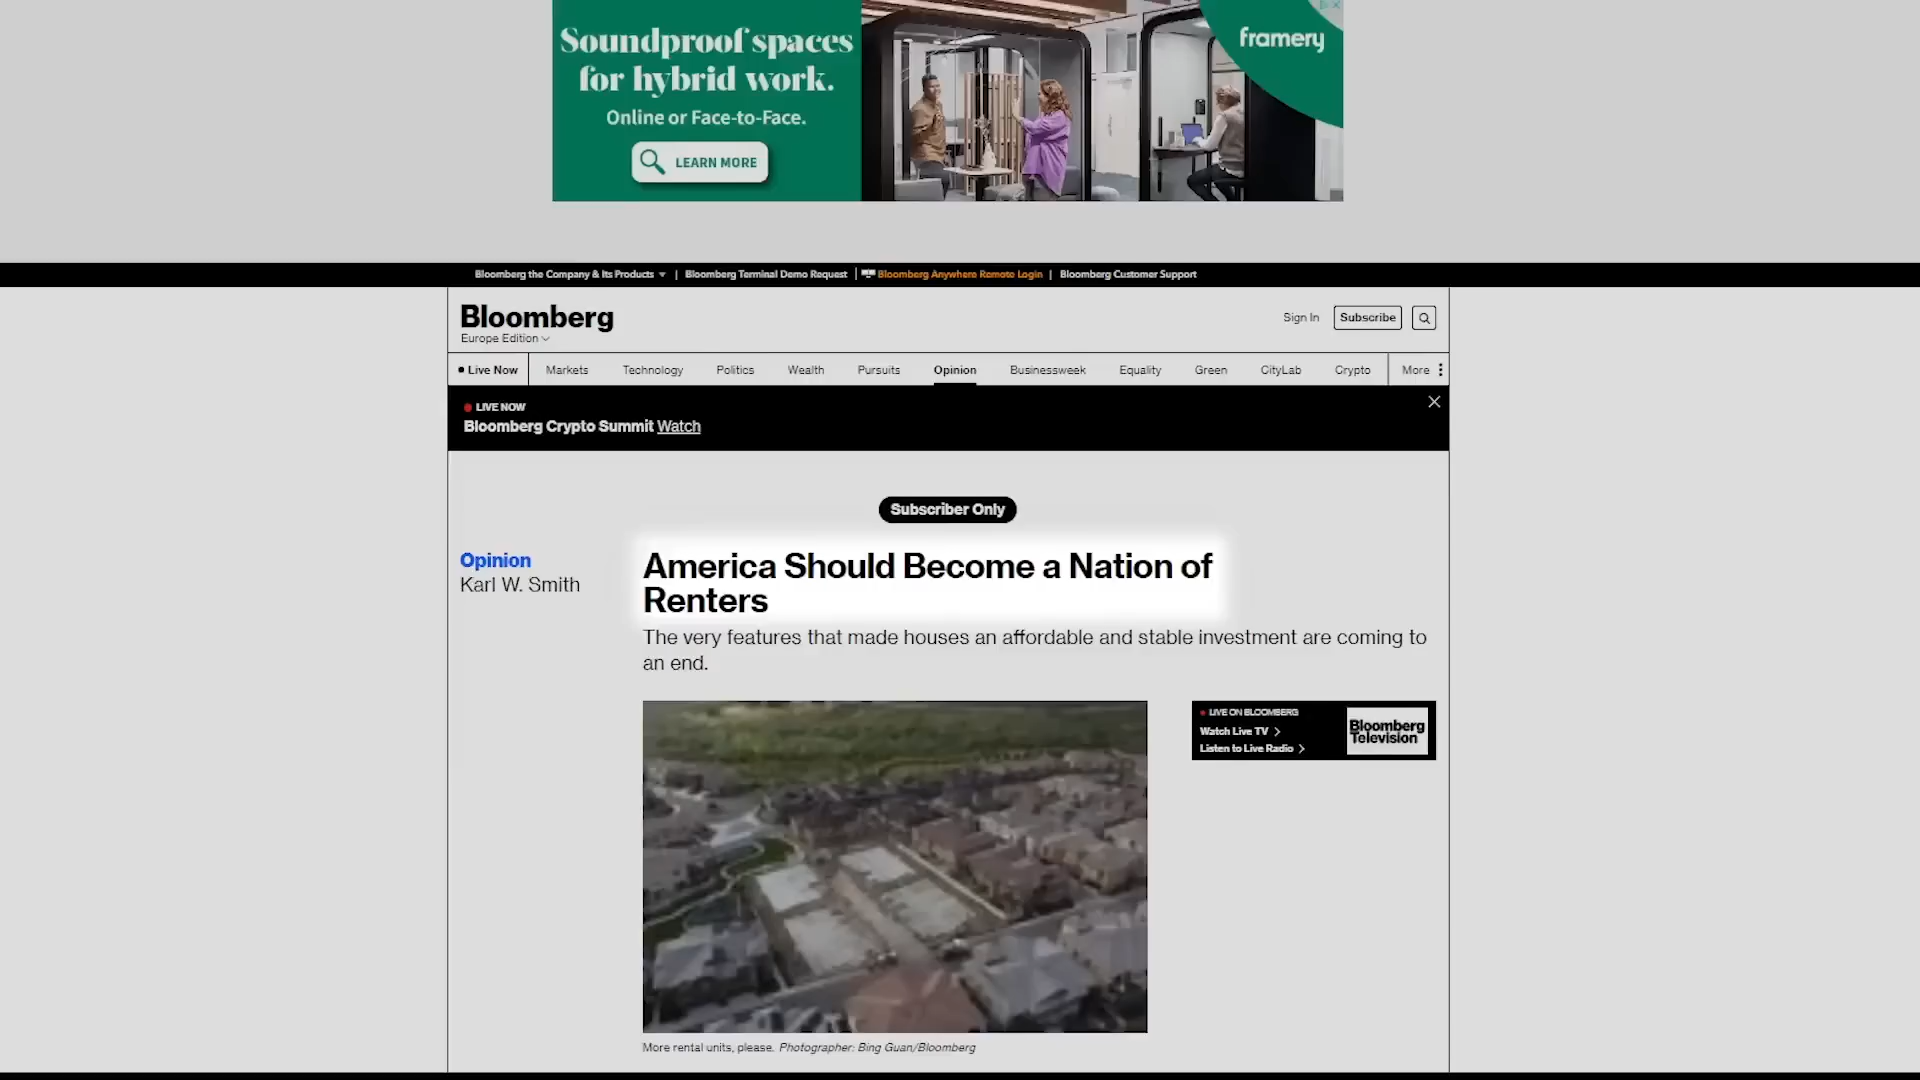 Soundproof spaces
for hybrid work.
Online or Face-to-Face.
LEARN MORE
framery
Bloomberg the Company & Its Products | Bloomberg Terminal Demo Request | Bloomberg Anywhere Remote Login | Bloomberg Customer Support
Bloomberg
Europe Edition
Sign In
Subscribe
Live Now
Markets
Technology
Politics
Wealth
Pursuits
Opinion
Businessweek
Equality
Green
CityLab
Crypto
More
LIVE NOW
Bloomberg Crypto Summit Watch
Subscriber Only
Opinion
Karl W. Smith
America Should Become a Nation of
Renters
The very features that made houses an affordable and stable investment are coming to
an end.
LIVE ON BLOOMBERG
Watch Live TV
Listen to Live Radio
Bloomberg
Television
More rental units, please. Photographer: Bing Guan/Bloomberg